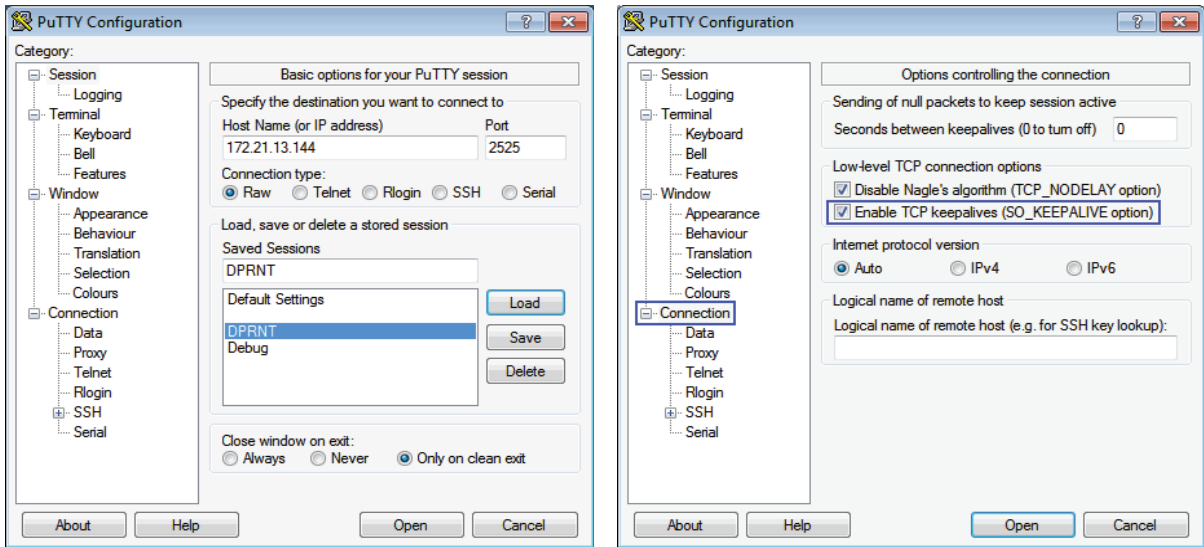 PuTTY Configuration
Category:
Session
Logging
Terminal
Keyboard
Bell
Features
Window
Appearance
Behaviour
Translation
Selection
Colours
Connection
Data
Proxy
Telnet
Rlogin
SSH
Serial
Basic options for your PuTTY session
Specify the destination you want to connect to
Host Name (or IP address) Port
172.21.13.144 2525
Connection type:
Raw Telnet Rlogin SSH Serial
Load, save or delete a stored session
Saved Sessions
DPRNT
Default Settings
DPRNT
Debug
Load
Save
Delete
Close window on exit:
Always Never Only on clean exit
About Help Open Cancel
PuTTY Configuration
Category:
Session
Logging
Terminal
Keyboard
Bell
Features
Window
Appearance
Behaviour
Translation
Selection
Colours
Connection
Data
Proxy
Telnet
Rlogin
SSH
Serial
Options controlling the connection
Sending of null packets to keep session active
Seconds between keepalives (0 to turn off) 0
Low-level TCP connection options
Disable Nagle's algorithm (TCP_NODELAY option)
Enable TCP keepalives (SO_KEEPALIVE option)
Internet protocol version
Auto IPv4 IPv6
Logical name of remote host
Logical name of remote host (e.g. for SSH key lookup):
About Help Open Cancel